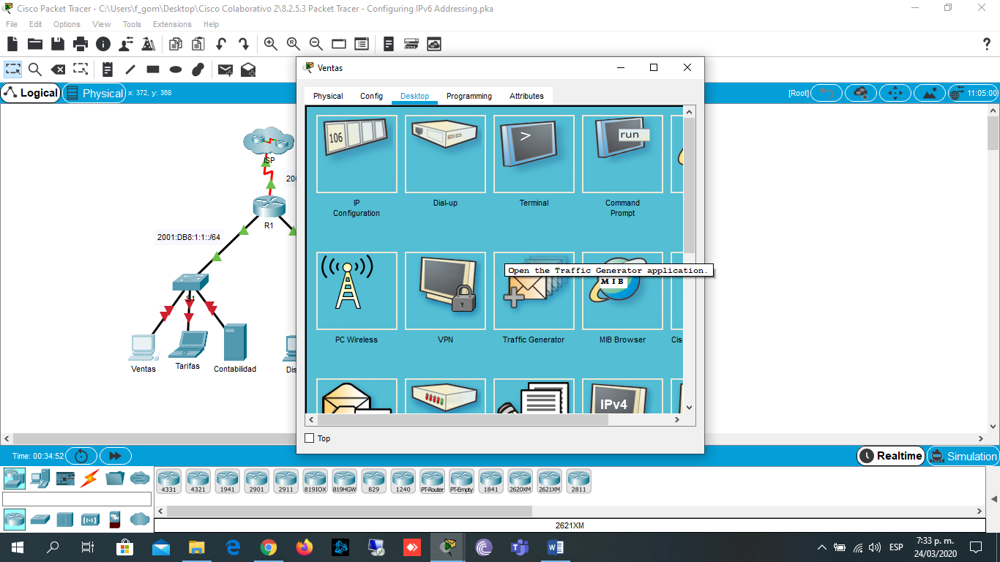 Cisco Packet Tracer - C:\Users\f_gom\Desktop\Cisco Colaborativo 2\8.2.5.3 Packet Tracer - Configuring IPv6 Addressing.pka
File Edit Options View Tools Extensions Help
Logical Physical x: 372, y: 368 [Root] 11:05:00
Ventas
Physical Config Desktop Programming Attributes
106
>
run
IP
Configuration
Dial-up
Terminal
Command
Prompt
PC Wireless
VPN
Traffic Generator
MIB
MIB Browser
Cis
Open the Traffic Generator application.
IPv4
Top
ISP
200
R1
2001:DB8:1:1::/64
S1
Ventas
Tarifas
Contabilidad
Dis
Time: 00:34:52 Realtime Simulation
4331 4321 1941 2901 2911 819IOX 819HGW 829 1240 PT-Router PT-Empty 1841 2620XM 2621XM 2811
2621XM
ESP
7:33 p. m.
24/03/2020